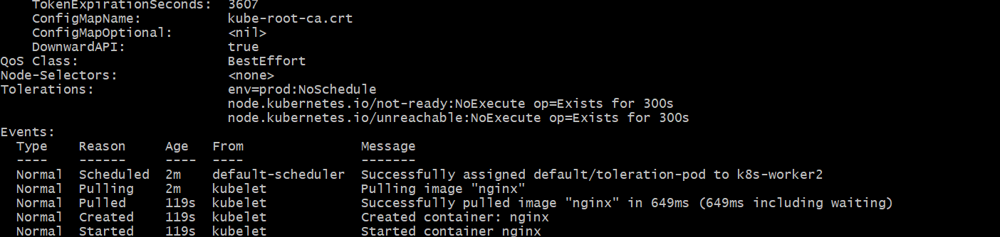 TokenExpirationSeconds:  3607
ConfigMapName:           kube-root-ca.crt
ConfigMapOptional:       <nil>
DownwardAPI:             true
QoS Class:                   BestEffort
Node-Selectors:              <none>
Tolerations:                 env=prod:NoSchedule
node.kubernetes.io/not-ready:NoExecute op=Exists for 300s
node.kubernetes.io/unreachable:NoExecute op=Exists for 300s
Events:
Type    Reason     Age   From               Message
----    ------     ----  ----               -------
Normal  Scheduled  2m    default-scheduler  Successfully assigned default/toleration-pod to k8s-worker2
Normal  Pulling    2m    kubelet            Pulling image "nginx"
Normal  Pulled     119s  kubelet            Successfully pulled image "nginx" in 649ms (649ms including waiting)
Normal  Created    119s  kubelet            Created container: nginx
Normal  Started    119s  kubelet            Started container nginx